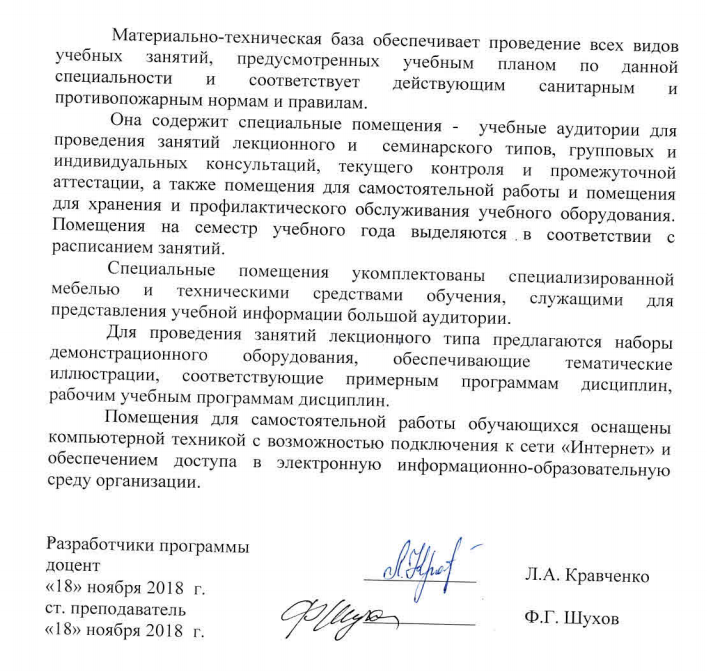 Материально-техническая база обеспечивает проведение всех видов
учебных занятий, предусмотренных учебным планом по данной
специальности и соответствует действующим санитарным и
противопожарным нормам и правилам.
Она содержит специальные помещения - учебные аудитории для
проведения занятий лекционного и семинарского типов, групповых и
индивидуальных консультаций, текущего контроля и промежуточной
аттестации, а также помещения для самостоятельной работы и помещения
для хранения и профилактического обслуживания учебного оборудования.
Помещения на семестр учебного года выделяются в соответствии с
расписанием занятий.
Специальные помещения укомплектованы специализированной
мебелью и техническими средствами обучения, служащими для
представления учебной информации большой аудитории.
Для проведения занятий лекционного типа предлагаются наборы
демонстрационного оборудования, обеспечивающие тематические
иллюстрации, соответствующие примерным программам дисциплин,
рабочим учебным программам дисциплин.
Помещения для самостоятельной работы обучающихся оснащены
компьютерной техникой с возможностью подключения к сети «Интернет» и
обеспечением доступа в электронную информационно-образовательную
среду организации.
Разработчики программы
доцент
Л.А. Кравченко
«18» ноября 2018 г.
ст. преподаватель
Ф.Г. Шухов
«18» ноября 2018 г.